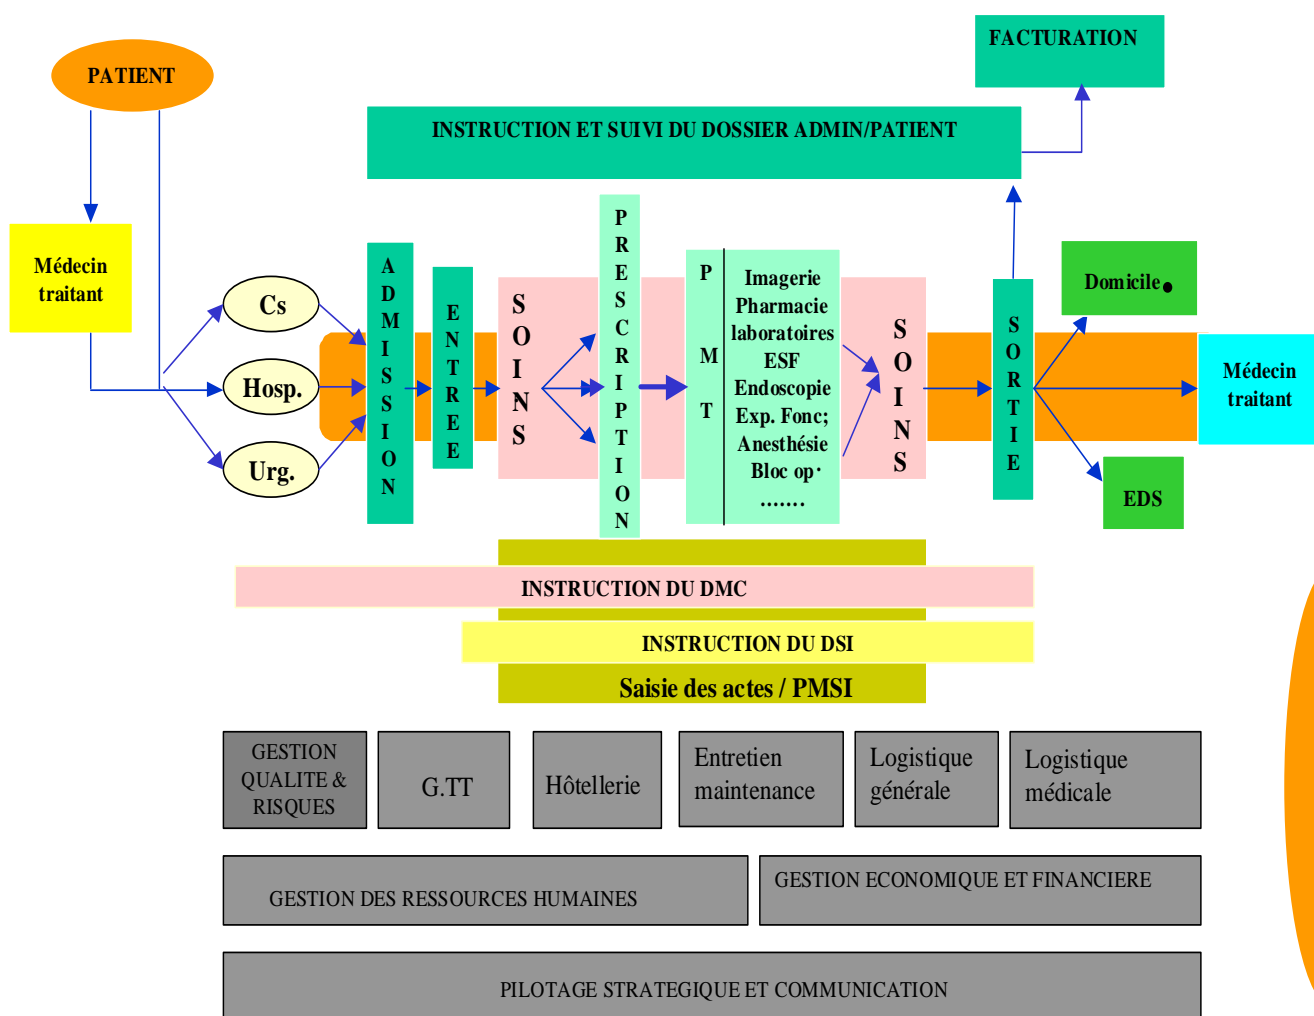 FACTURATION
PATIENT
INSTRUCTION ET SUIVI DU DOSSIER ADMIN/PATIENT
Médecin
traitant
Cs
Hosp.
Urg.
ADMISSION
ENTREE
SOINS
PRESCRIPTION
PMT
Imagerie
Pharmacie
laboratoires
ESF
Endoscopie
Exp. Fonc;
Anesthésie
Bloc op·
.......
SOINS
SORTIE
Domicile
EDS
Médecin
traitant
INSTRUCTION DU DMC
INSTRUCTION DU DSI
Saisie des actes / PMSI
GESTION
QUALITE &
RISQUES
G.TT
Hôtellerie
Entretien
maintenance
Logistique
générale
Logistique
médicale
GESTION DES RESSOURCES HUMAINES
GESTION ECONOMIQUE ET FINANCIERE
PILOTAGE STRATEGIQUE ET COMMUNICATION